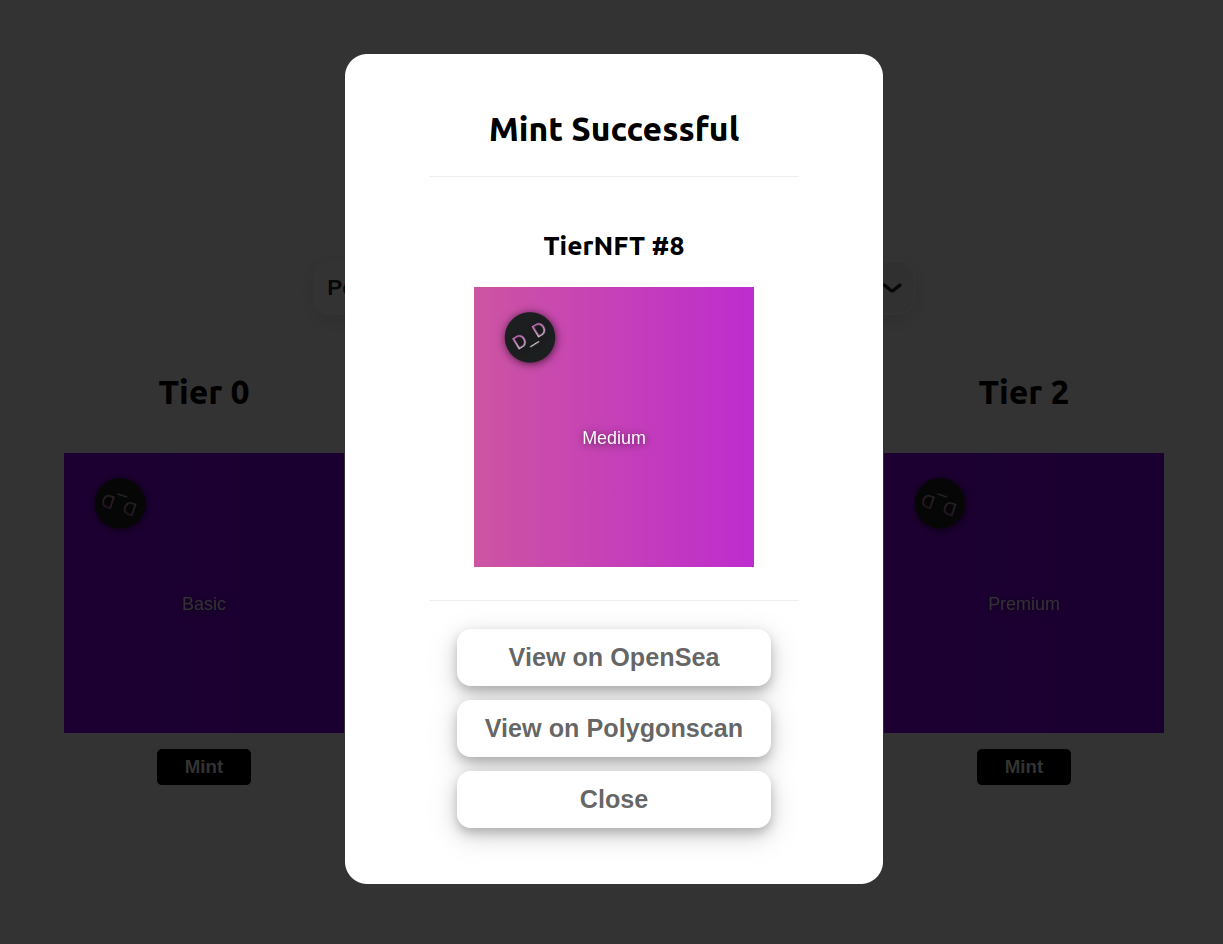 Mint Successful
TierNFT #8
D_D
Medium
View on OpenSea
View on Polygonscan
Close
Tier 0
D_D
Basic
Mint
Tier 2
D_D
Premium
Mint